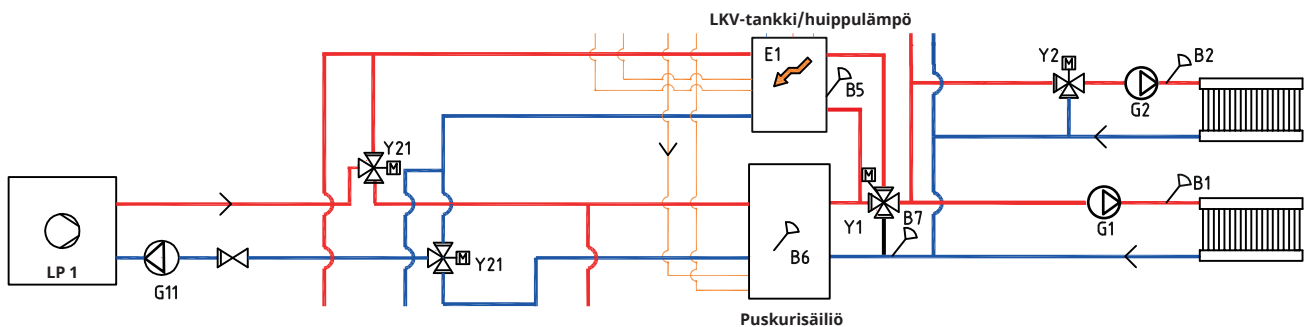 LKV-tankki/huippulämpö
E1
B5
Y2
M
G2
B2
Y21
M
LP 1
G11
M
Y21
B6
M
Y1
B7
G1
B1
Puskurisäiliö